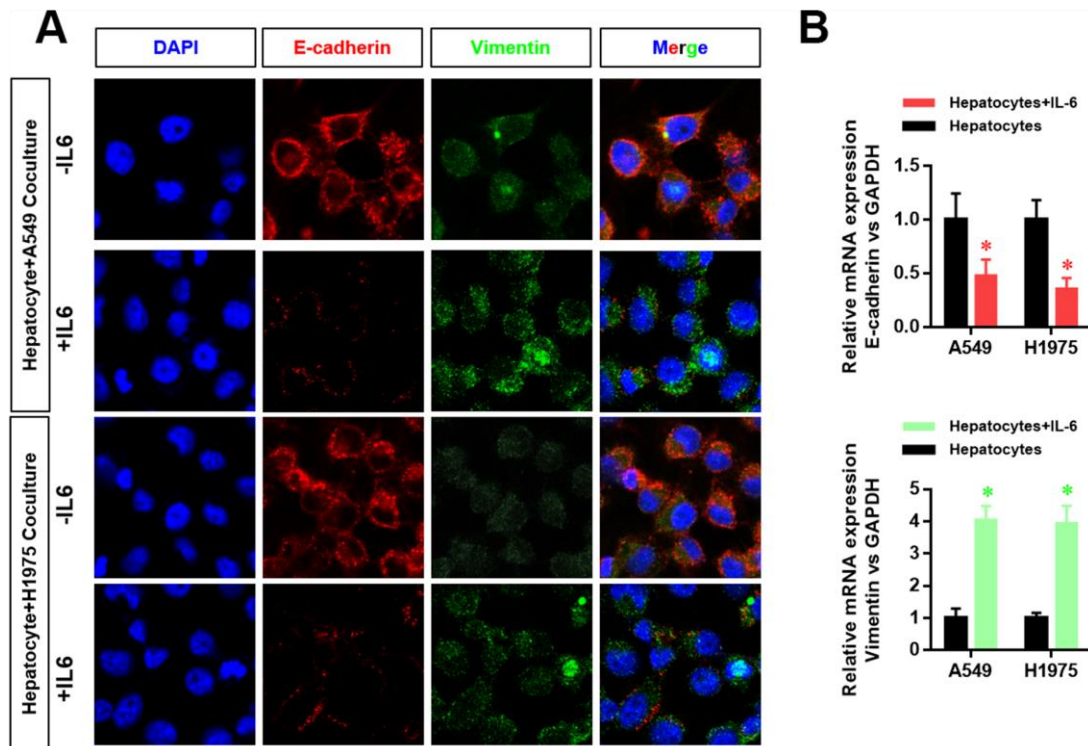 A
DAPI
E-cadherin
Vimentin
Merge
Hepatocyte+A549 Coculture
-IL6
+IL6
Hepatocyte+H1975 Coculture
-IL6
+IL6
B
Hepatocytes+IL-6
Hepatocytes
Relative mRNA expression
E-cadherin vs GAPDH
1.5
1.0
0.5
0.0
*
*
A549
H1975
Hepatocytes+IL-6
Hepatocytes
Relative mRNA expression
Vimentin vs GAPDH
5
4
3
2
1
0
*
*
A549
H1975